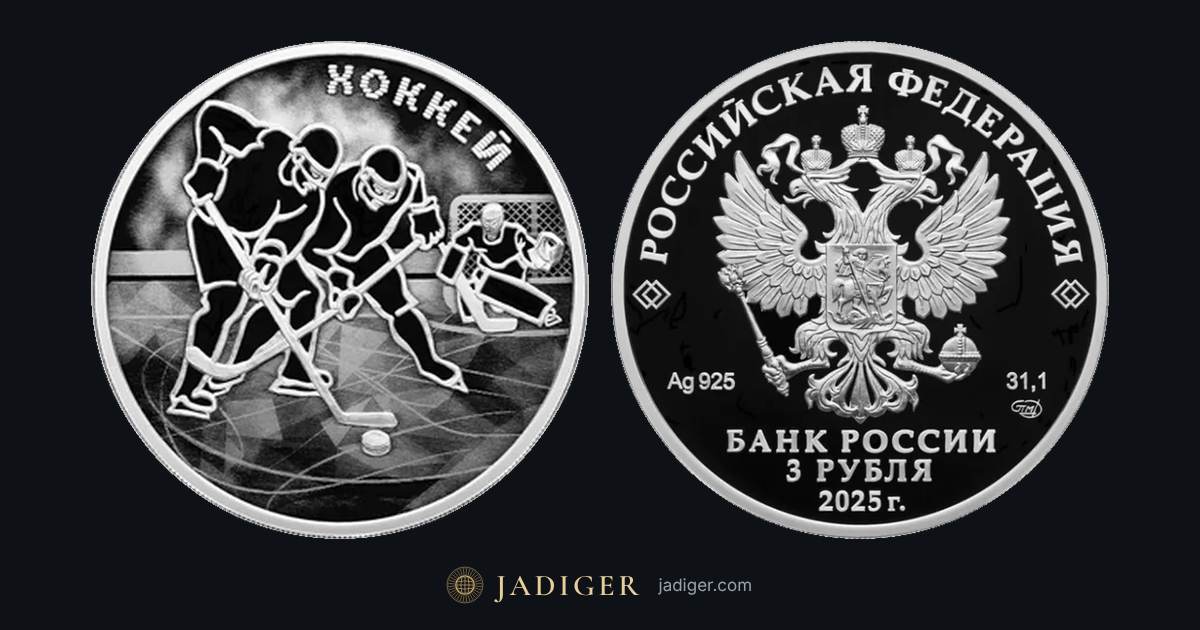 ХОККЕЙ
РОССИЙСКАЯ ФЕДЕРАЦИЯ
Ag 925
31,1
БАНК РОССИИ
3 РУБЛЯ
2025 г.
JADIGER jadiger.com